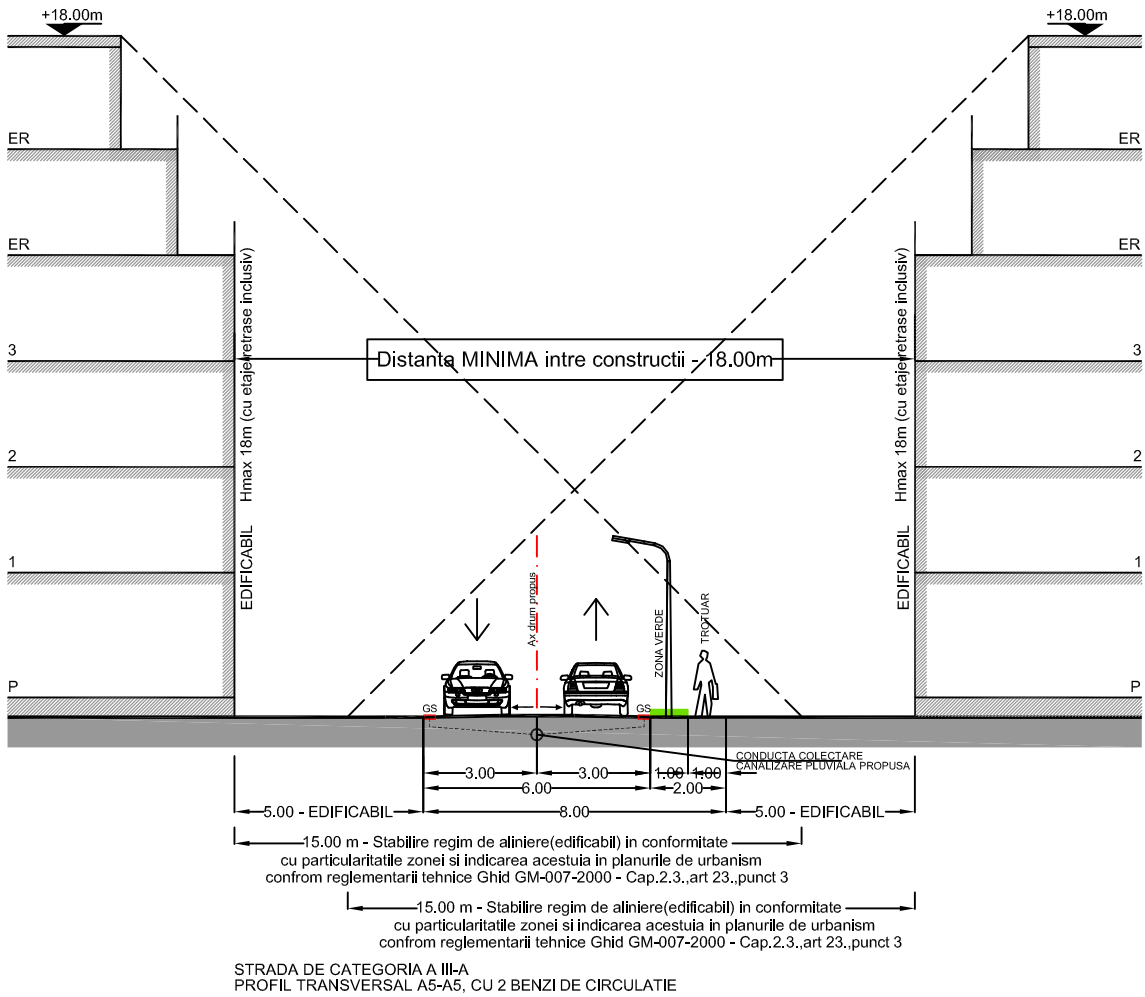 +18.00m
+18.00m
ER
ER
ER
ER
Hmax 18m (cu etaje retrase inclusiv)
Hmax 18m (cu etaje retrase inclusiv)
3
Distanta MINIMA intre constructii - 18.00m
3
2
2
EDIFICABIL
EDIFICABIL
1
1
Ax drum propus
ZONA VERDE
TROTUAR
P
P
GS
GS
CONDUCTA COLECTARE
CANALIZARE PLUVIALA PROPUSA
3.00
3.00
1.00
1.00
6.00
2.00
5.00 - EDIFICABIL
8.00
5.00 - EDIFICABIL
15.00 m - Stabilire regim de aliniere(edificabil) in conformitate
cu particularitatile zonei si indicarea acestuia in planurile de urbanism
confrom reglementarii tehnice Ghid GM-007-2000 - Cap.2.3.,art 23.,punct 3
15.00 m - Stabilire regim de aliniere(edificabil) in conformitate
cu particularitatile zonei si indicarea acestuia in planurile de urbanism
confrom reglementarii tehnice Ghid GM-007-2000 - Cap.2.3.,art 23.,punct 3
STRADA DE CATEGORIA A III-A
PROFIL TRANSVERSAL A5-A5, CU 2 BENZI DE CIRCULATIE